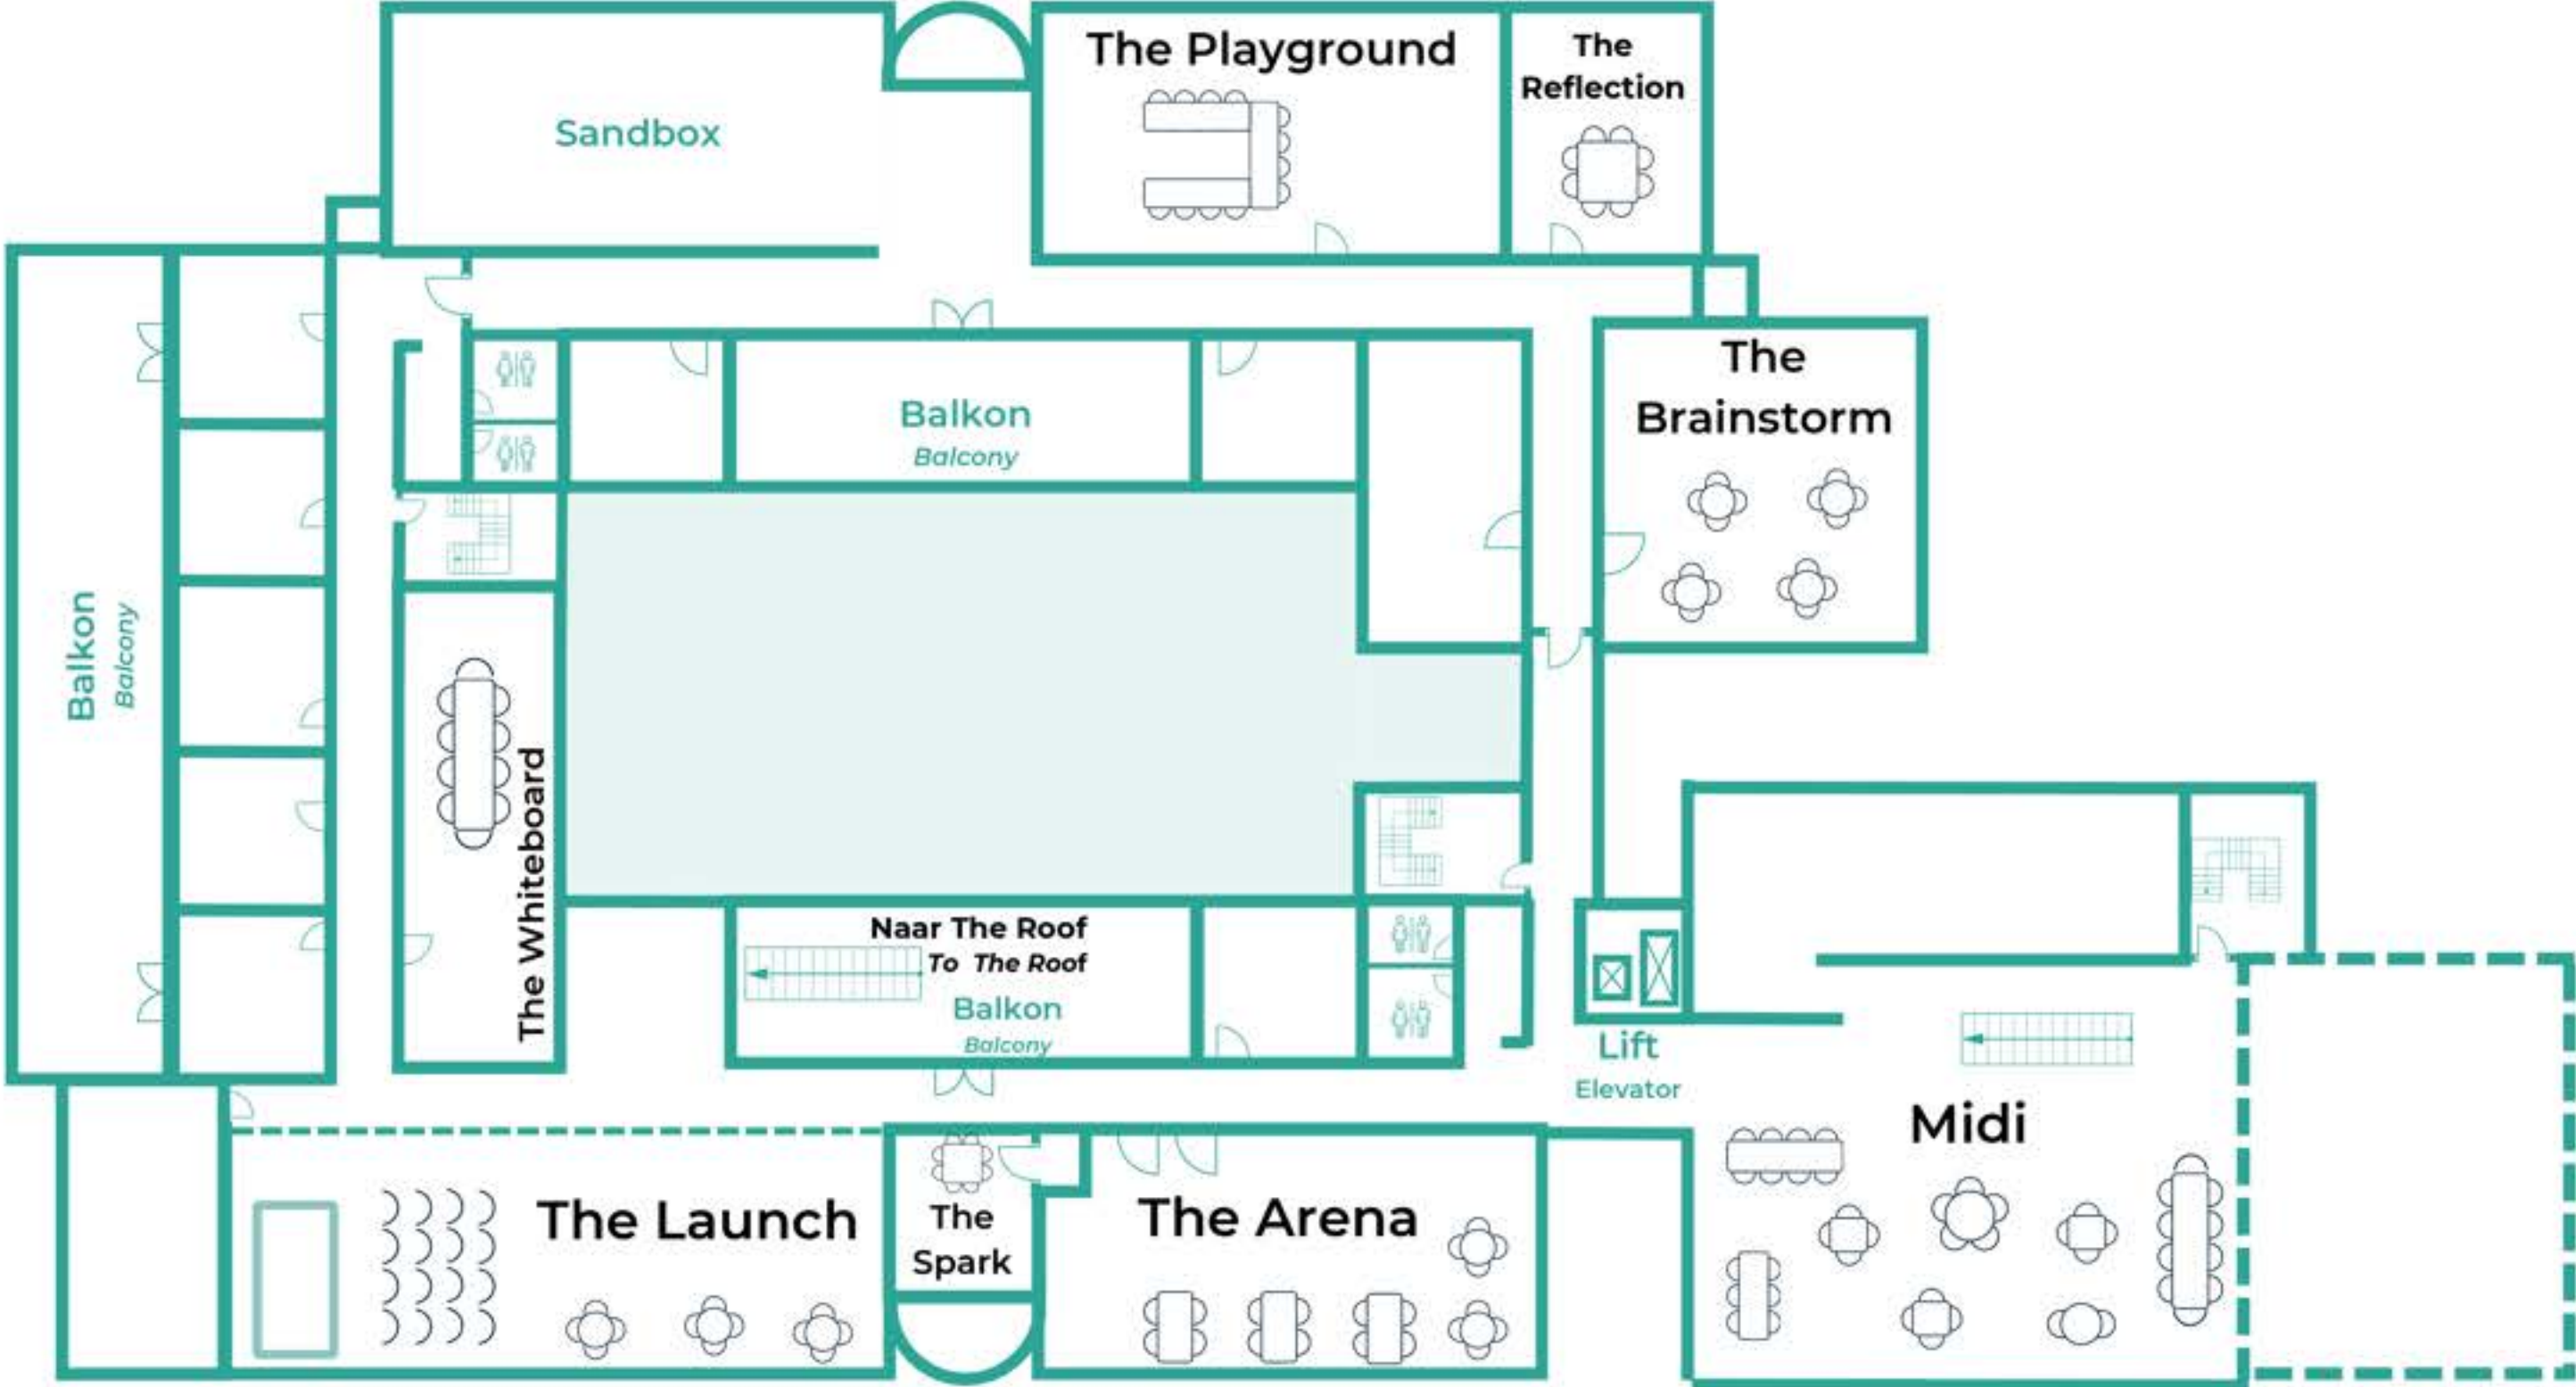 The Playground
The
Reflection
Sandbox
The
Brainstorm
Balkon
Balcony
Balkon
Balcony
The Whiteboard
Naar The Roof
To The Roof
Balkon
Balcony
Lift
Elevator
Midi
The Launch
The
Spark
The Arena